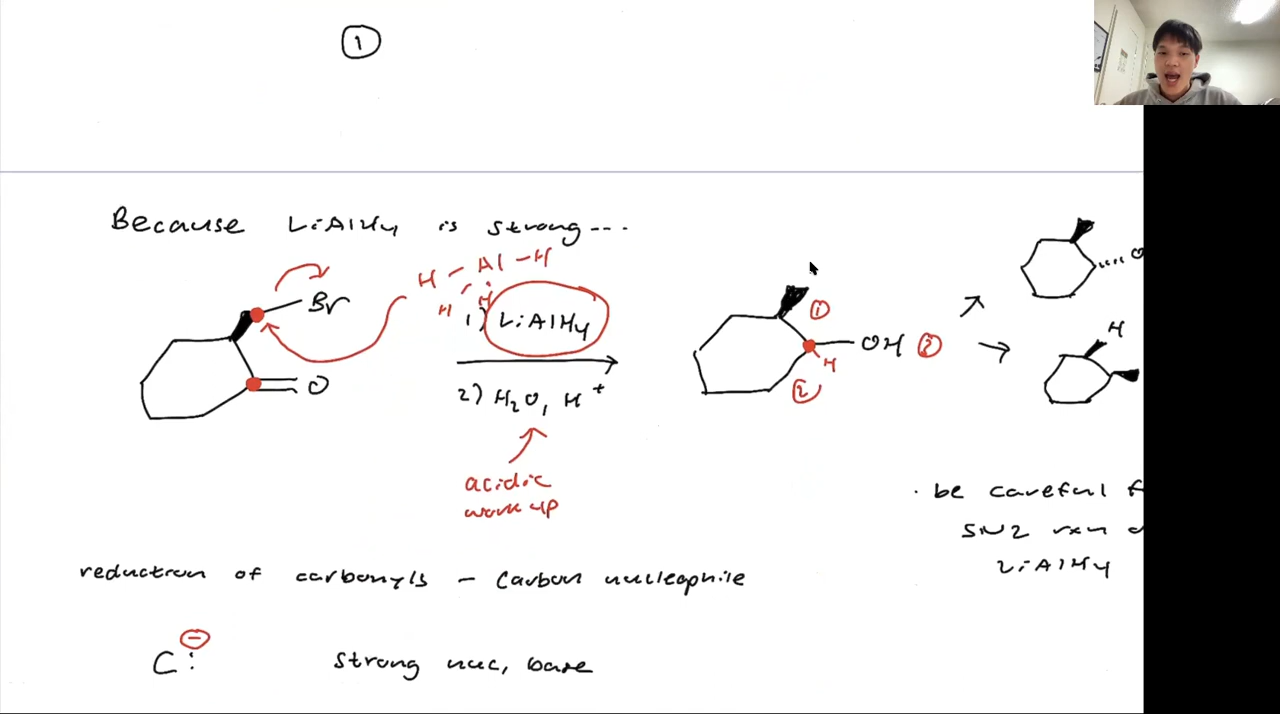 1
Because LiAlH4 is strong...
H - Al - H
H H
Br
1) LiAlH4
O
2) H2O, H+
acidic
work up
1
OH 3
H
2
O
H
. be careful f
SN2 rxn
LiAlH4
reduction of carbonyls - carbon nucleophile
C:−
strong nuc, base